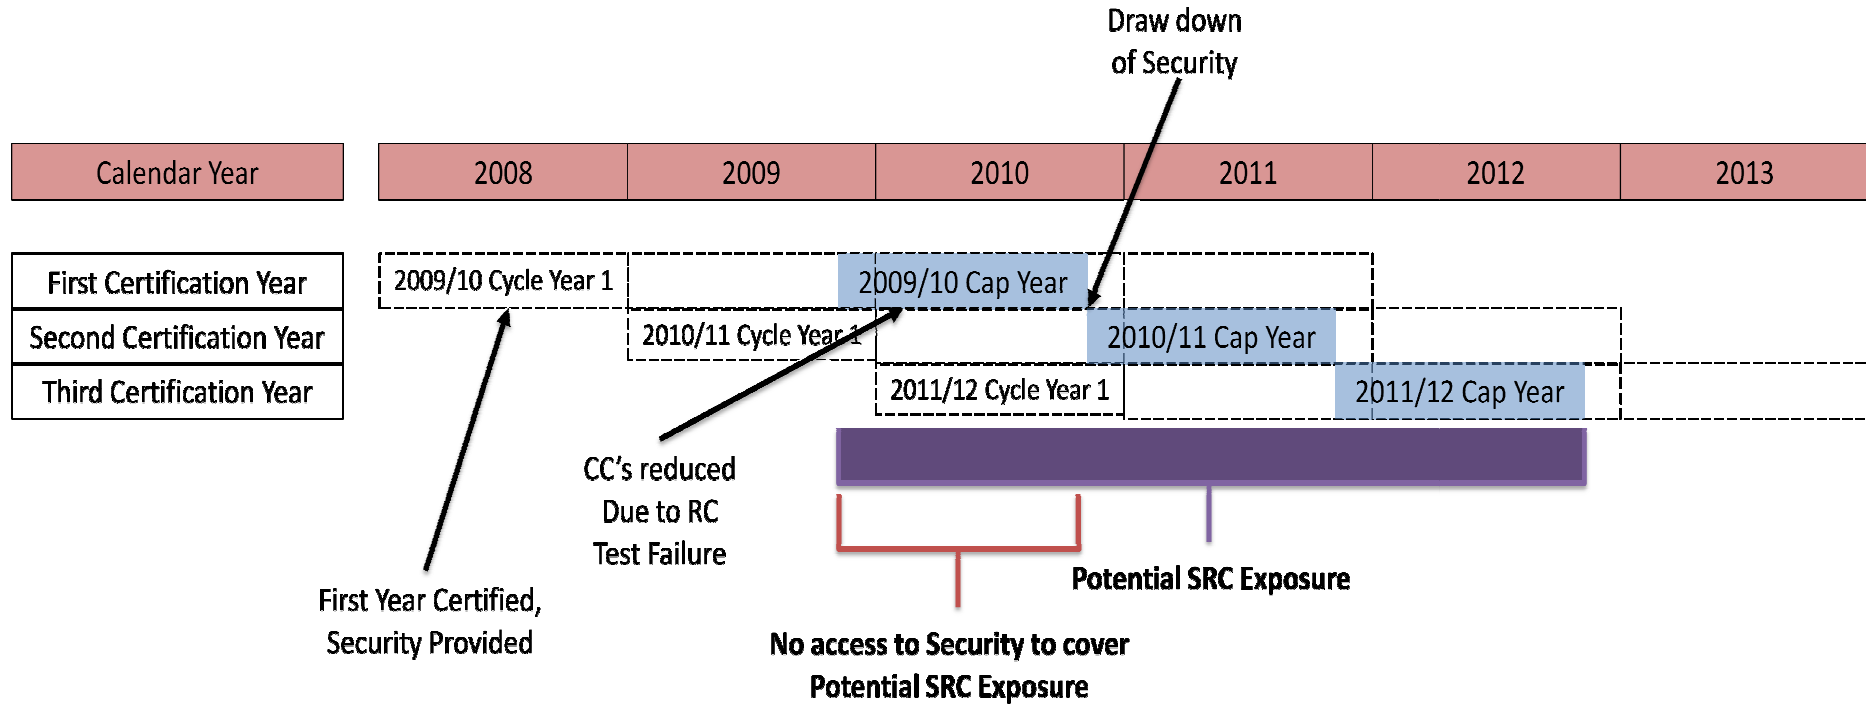 Draw down
of Security
Calendar Year 2008 2009 2010 2011 2012 2013
First Certification Year 2009/10 Cycle Year 1 2009/10 Cap Year
Second Certification Year 2010/11 Cycle Year 1 2010/11 Cap Year
Third Certification Year 2011/12 Cycle Year 1 2011/12 Cap Year
CC's reduced
Due to RC
Test Failure
First Year Certified,
Security Provided
Potential SRC Exposure
No access to Security to cover
Potential SRC Exposure